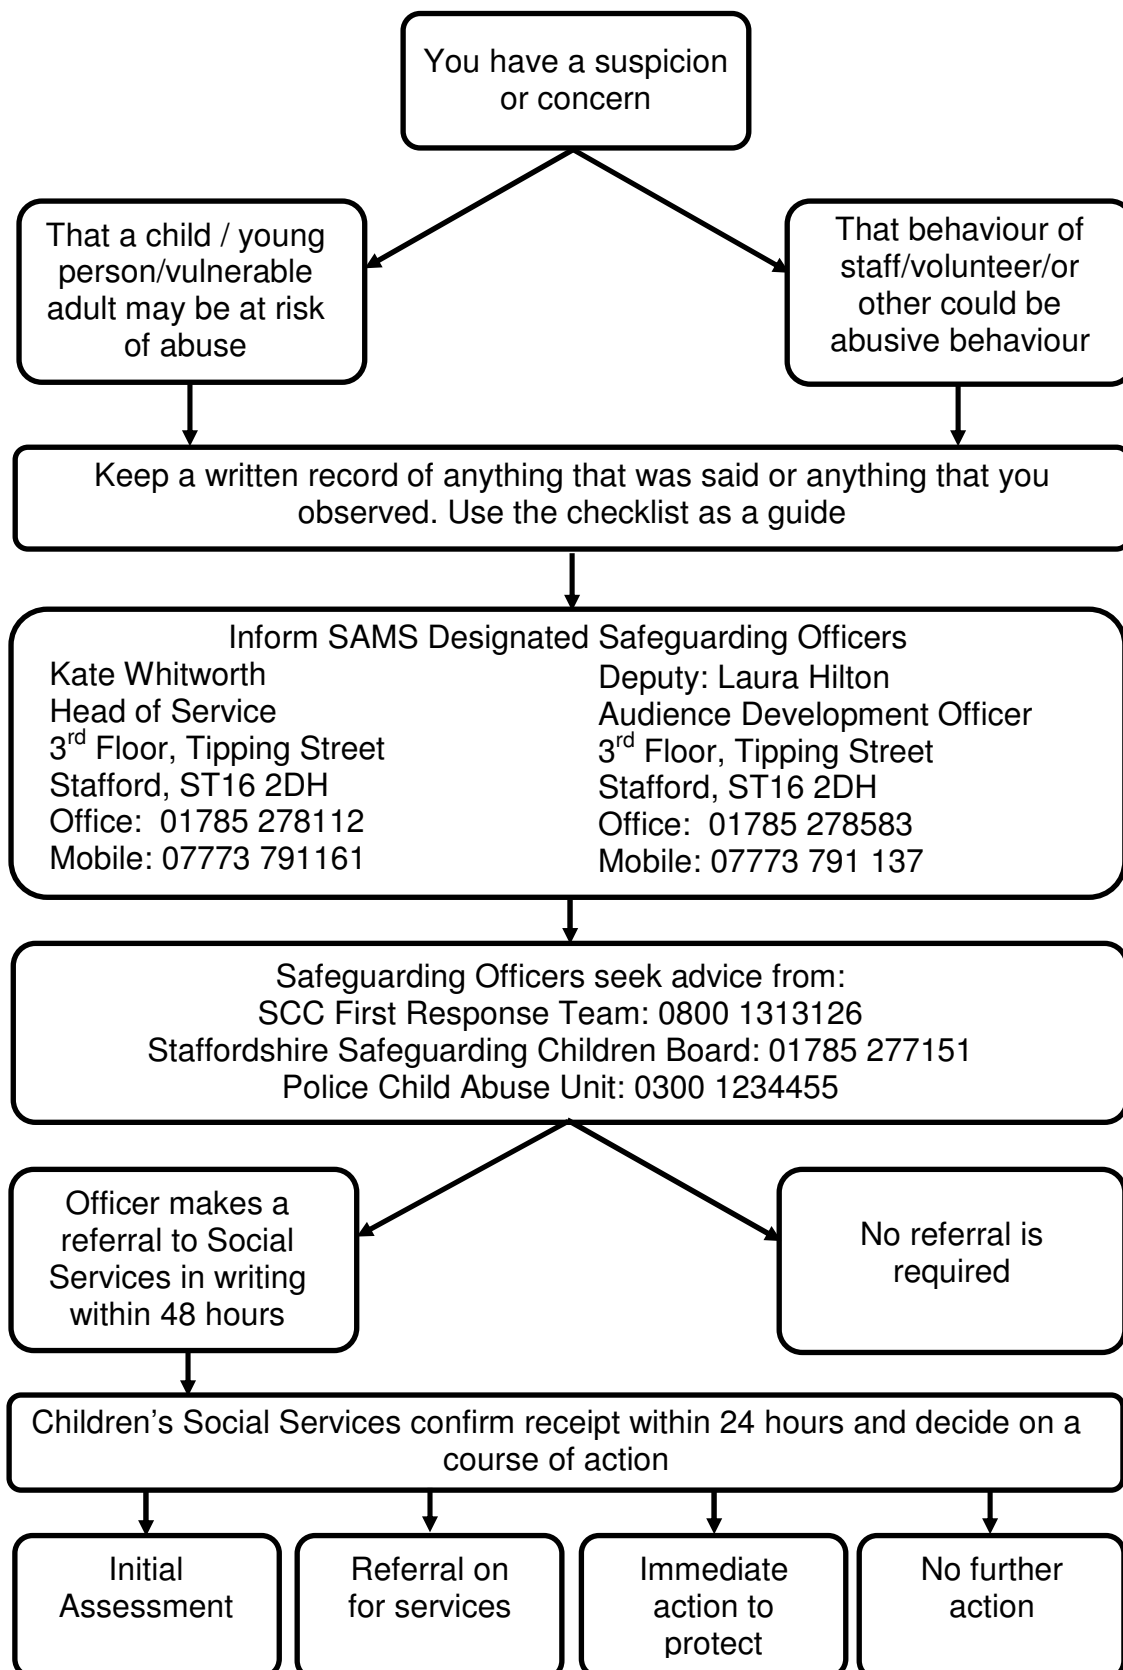 You have a suspicion
or concern
That a child / young
person/vulnerable
adult may be at risk
of abuse
That behaviour of
staff/volunteer/or
other could be
abusive behaviour
Keep a written record of anything that was said or anything that you
observed. Use the checklist as a guide
Inform SAMS Designated Safeguarding Officers
Kate Whitworth
Head of Service
3rd Floor, Tipping Street
Stafford, ST16 2DH
Office:  01785 278112
Mobile: 07773 791161
Deputy: Laura Hilton
Audience Development Officer
3rd Floor, Tipping Street
Stafford, ST16 2DH
Office:  01785 278583
Mobile: 07773 791 137
Safeguarding Officers seek advice from:
SCC First Response Team: 0800 1313126
Staffordshire Safeguarding Children Board: 01785 277151
Police Child Abuse Unit: 0300 1234455
Officer makes a
referral to Social
Services in writing
within 48 hours
No referral is
required
Children’s Social Services confirm receipt within 24 hours and decide on a
course of action
Initial
Assessment
Referral on
for services
Immediate
action to
protect
No further
action